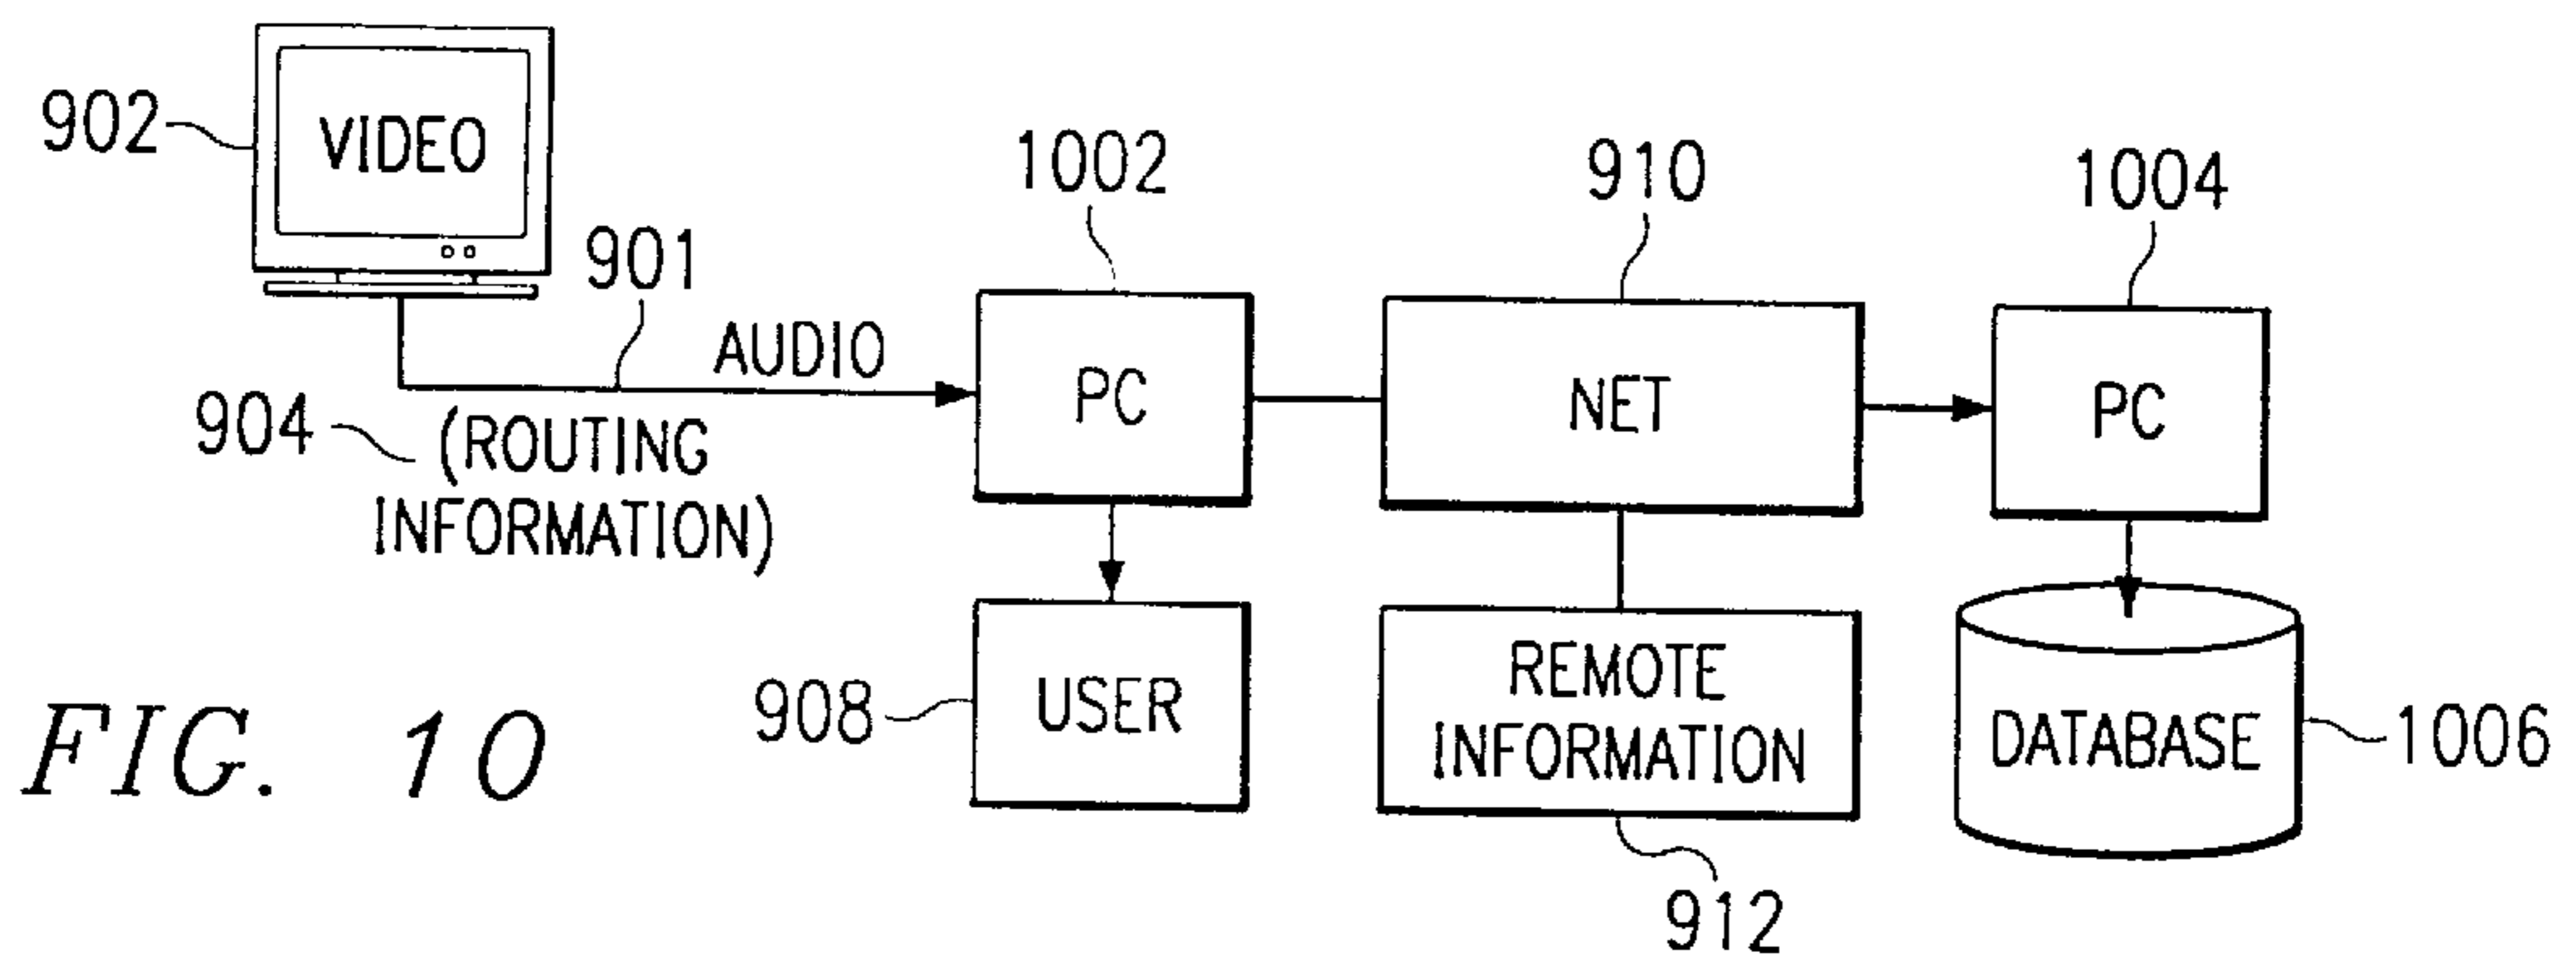 902
VIDEO
901
AUDIO
904
(ROUTING
INFORMATION)
1002
PC
910
NET
1004
PC
908
USER
REMOTE
INFORMATION
912
DATABASE
1006
FIG. 10